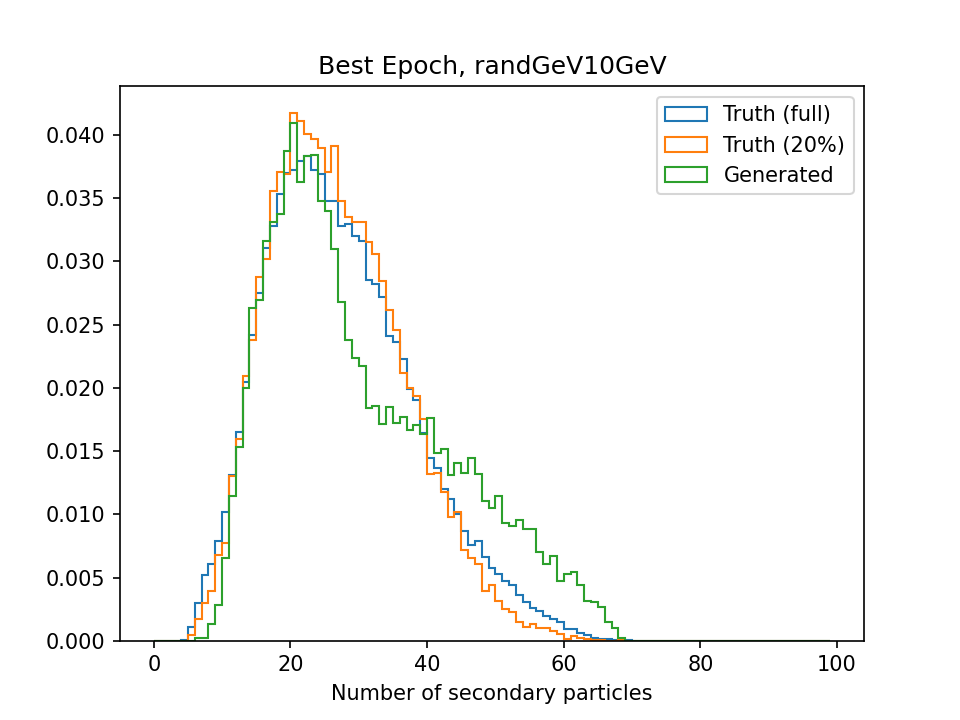 Best Epoch, randGeV10GeV
Truth (full)
Truth (20%)
Generated
0.040
0.035
0.030
0.025
0.020
0.015
0.010
0.005
0.000
0 20 40 60 80 100
Number of secondary particles